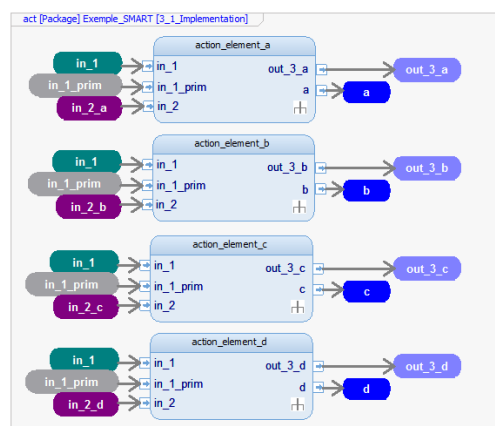 act [Package] Exemple_SMART [3_1_Implementation]
action_element_a
in_1 in_1 out_3_a out_3_a
in_1_prim in_1_prim a a
in_2_a in_2
action_element_b
in_1 in_1 out_3_b out_3_b
in_1_prim in_1_prim b b
in_2_b in_2
action_element_c
in_1 in_1 out_3_c out_3_c
in_1_prim in_1_prim c c
in_2_c in_2
action_element_d
in_1 in_1 out_3_d out_3_d
in_1_prim in_1_prim d d
in_2_d in_2